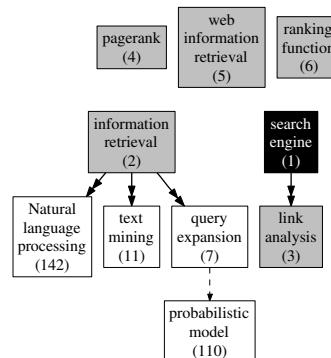 pagerank
(4)
web
information
retrieval
(5)
ranking
function
(6)
information
retrieval
(2)
search
engine
(1)
Natural
language
processing
(142)
text
mining
(11)
query
expansion
(7)
link
analysis
(3)
probabilistic
model
(110)